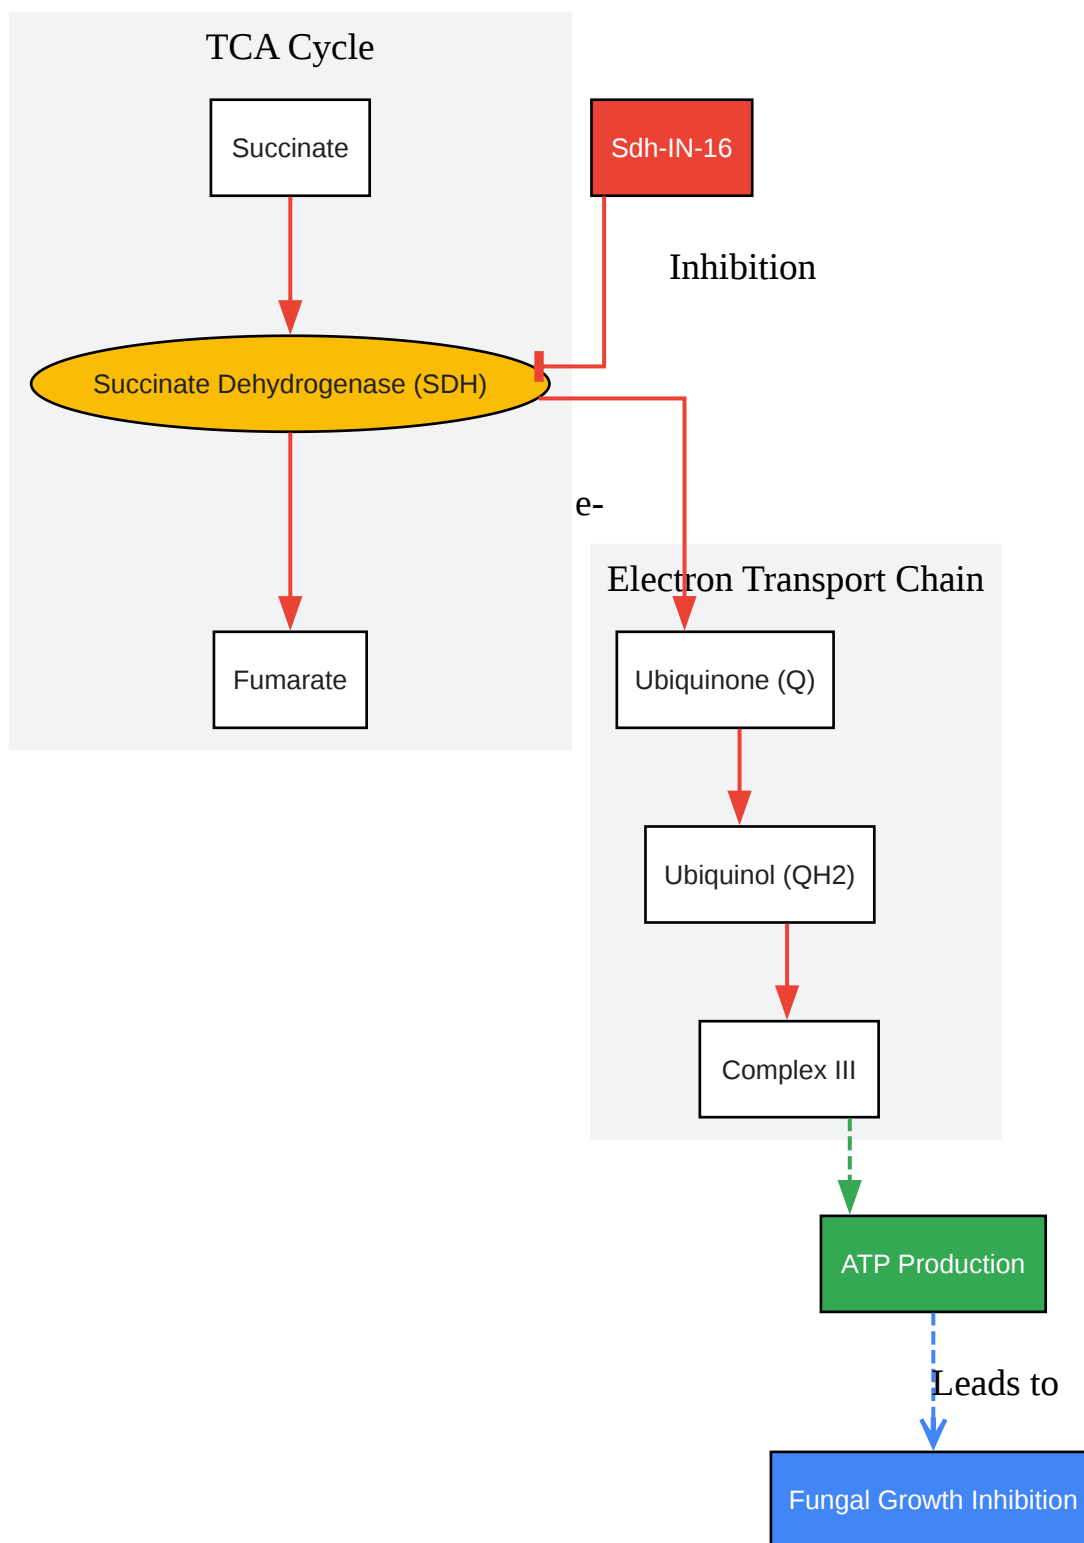 TCA Cycle
Succinate
Sdh-IN-16
Inhibition
Succinate Dehydrogenase (SDH)
e-
Electron Transport Chain
Fumarate
Ubiquinone (Q)
Ubiquinol (QH2)
Complex III
ATP Production
Leads to
Fungal Growth Inhibition